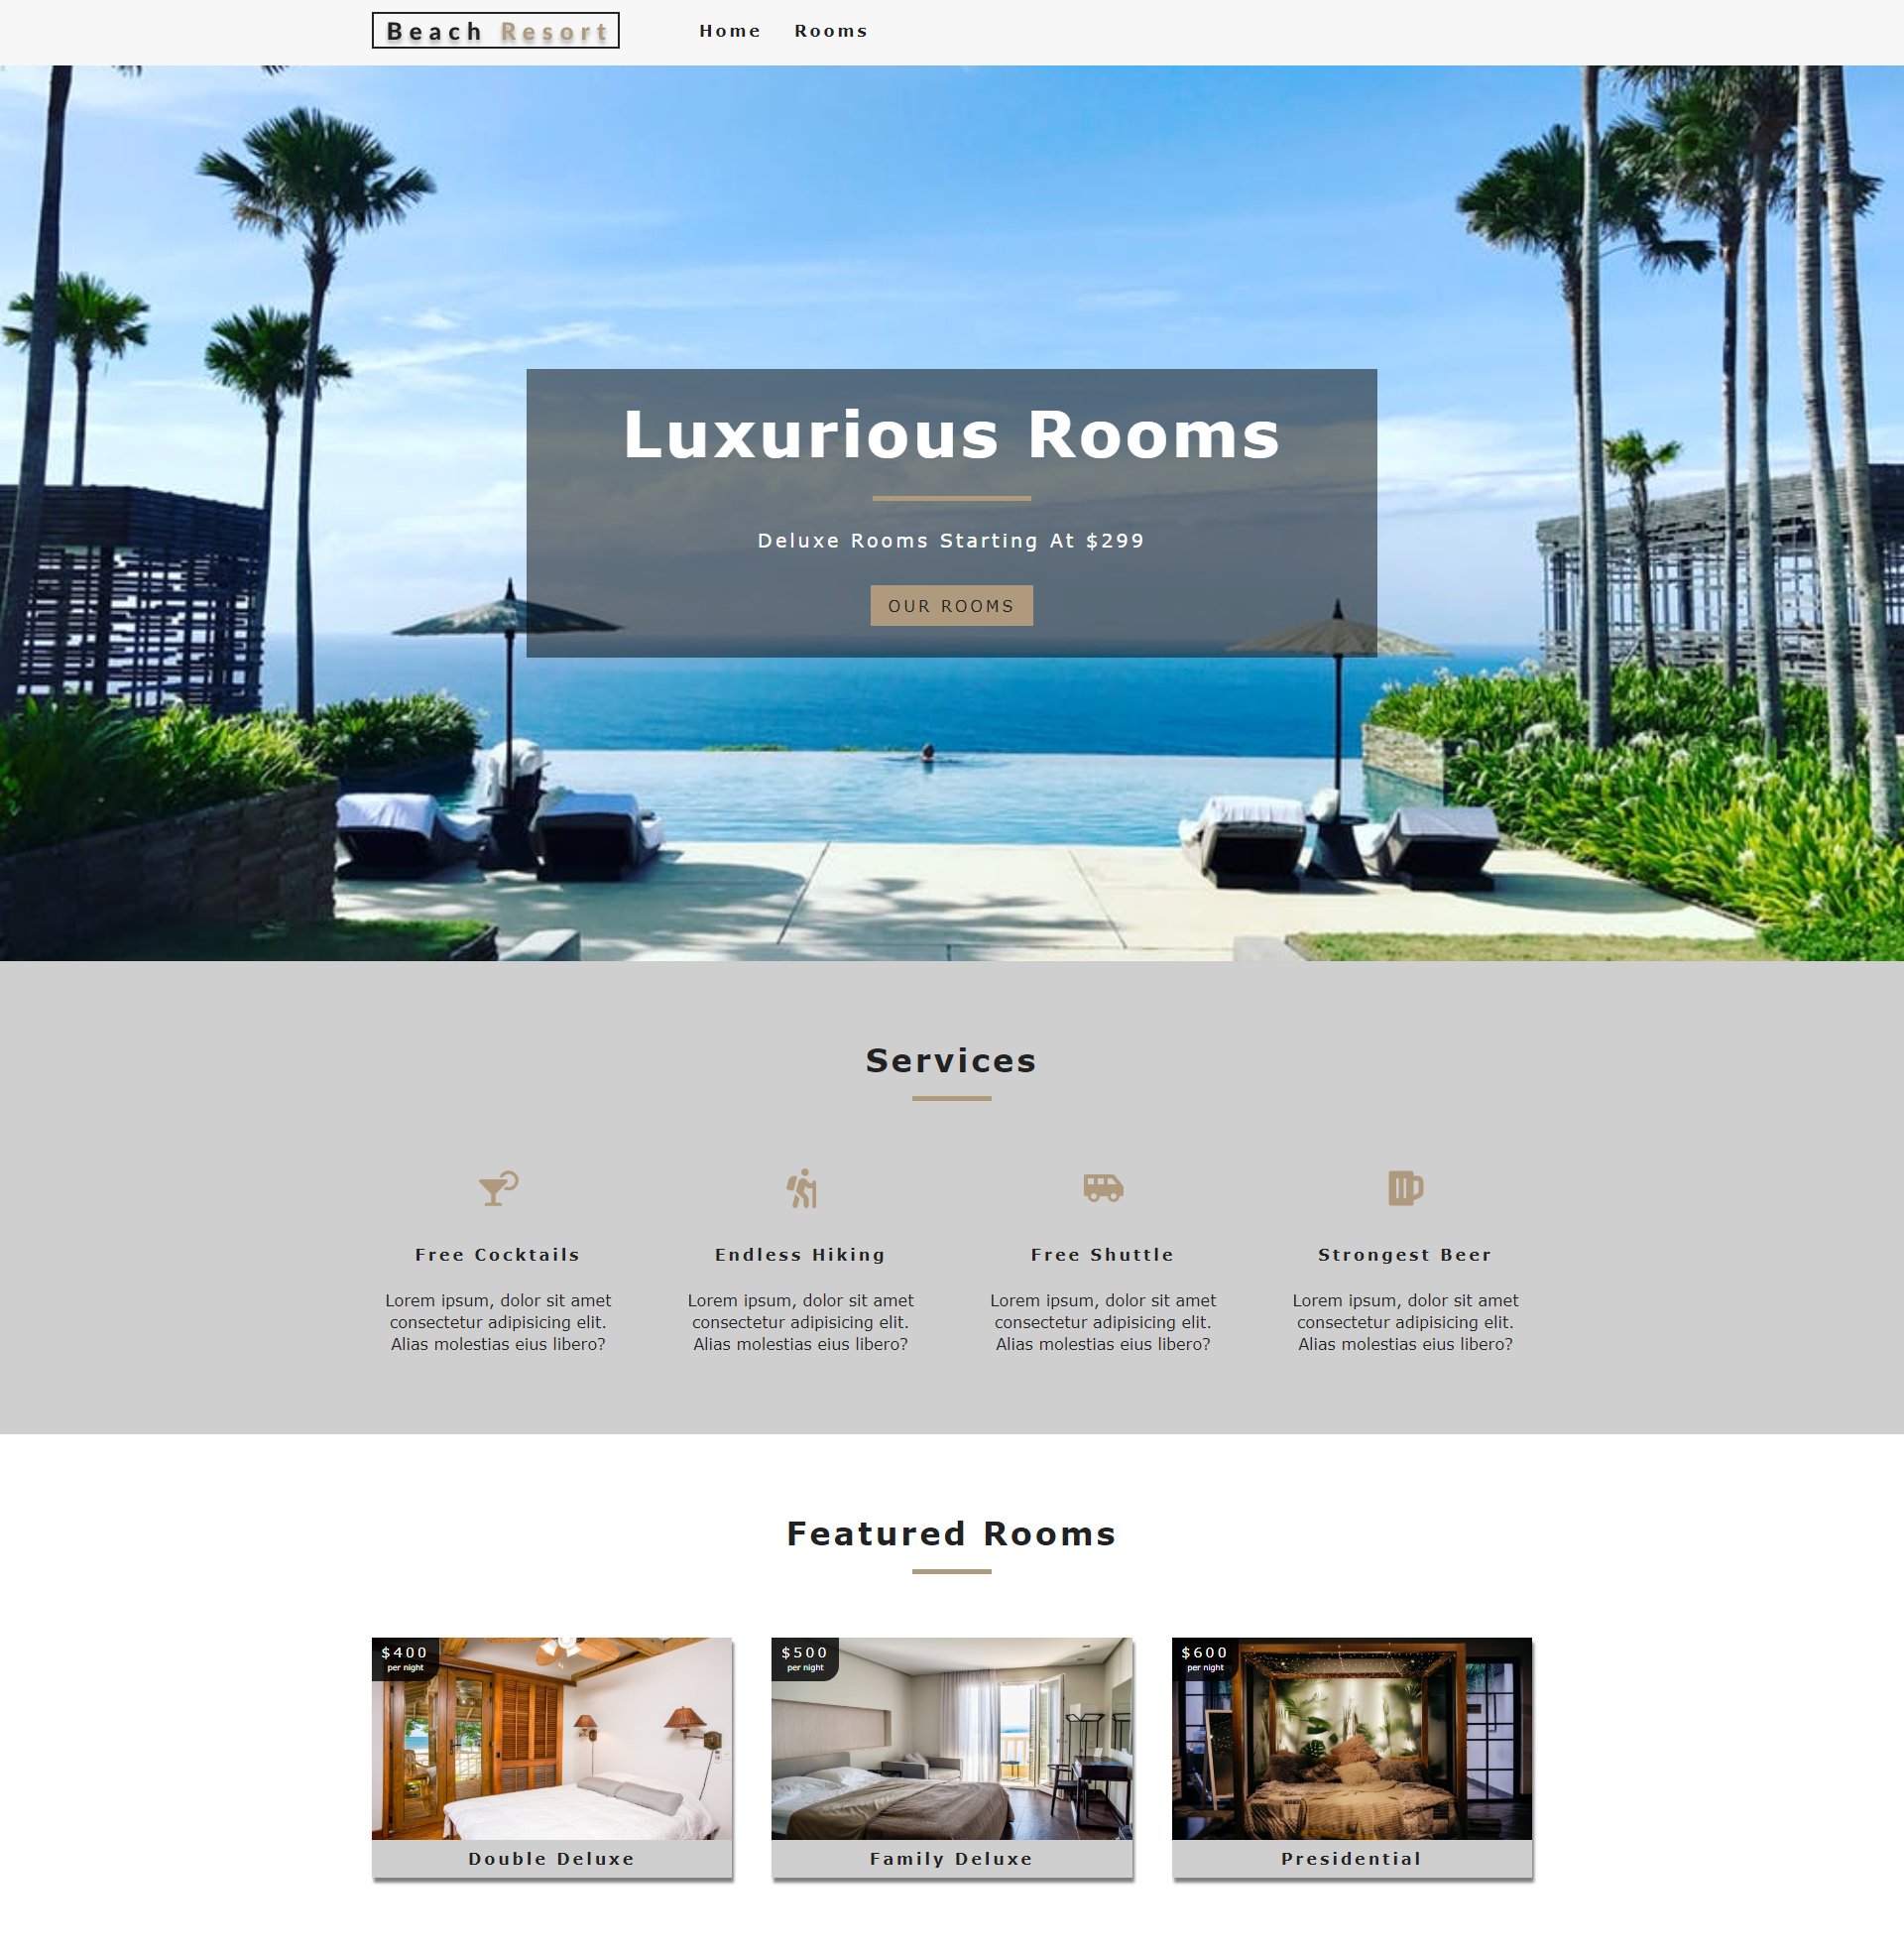 Beach Resort
Home Rooms
Luxurious Rooms
Deluxe Rooms Starting At $299
OUR ROOMS
Services
Free Cocktails
Lorem ipsum, dolor sit amet
consectetur adipisicing elit.
Alias molestias eius libero?
Endless Hiking
Lorem ipsum, dolor sit amet
consectetur adipisicing elit.
Alias molestias eius libero?
Free Shuttle
Lorem ipsum, dolor sit amet
consectetur adipisicing elit.
Alias molestias eius libero?
Strongest Beer
Lorem ipsum, dolor sit amet
consectetur adipisicing elit.
Alias molestias eius libero?
Featured Rooms
$400
per night
Double Deluxe
$500
per night
Family Deluxe
$600
per night
Presidential